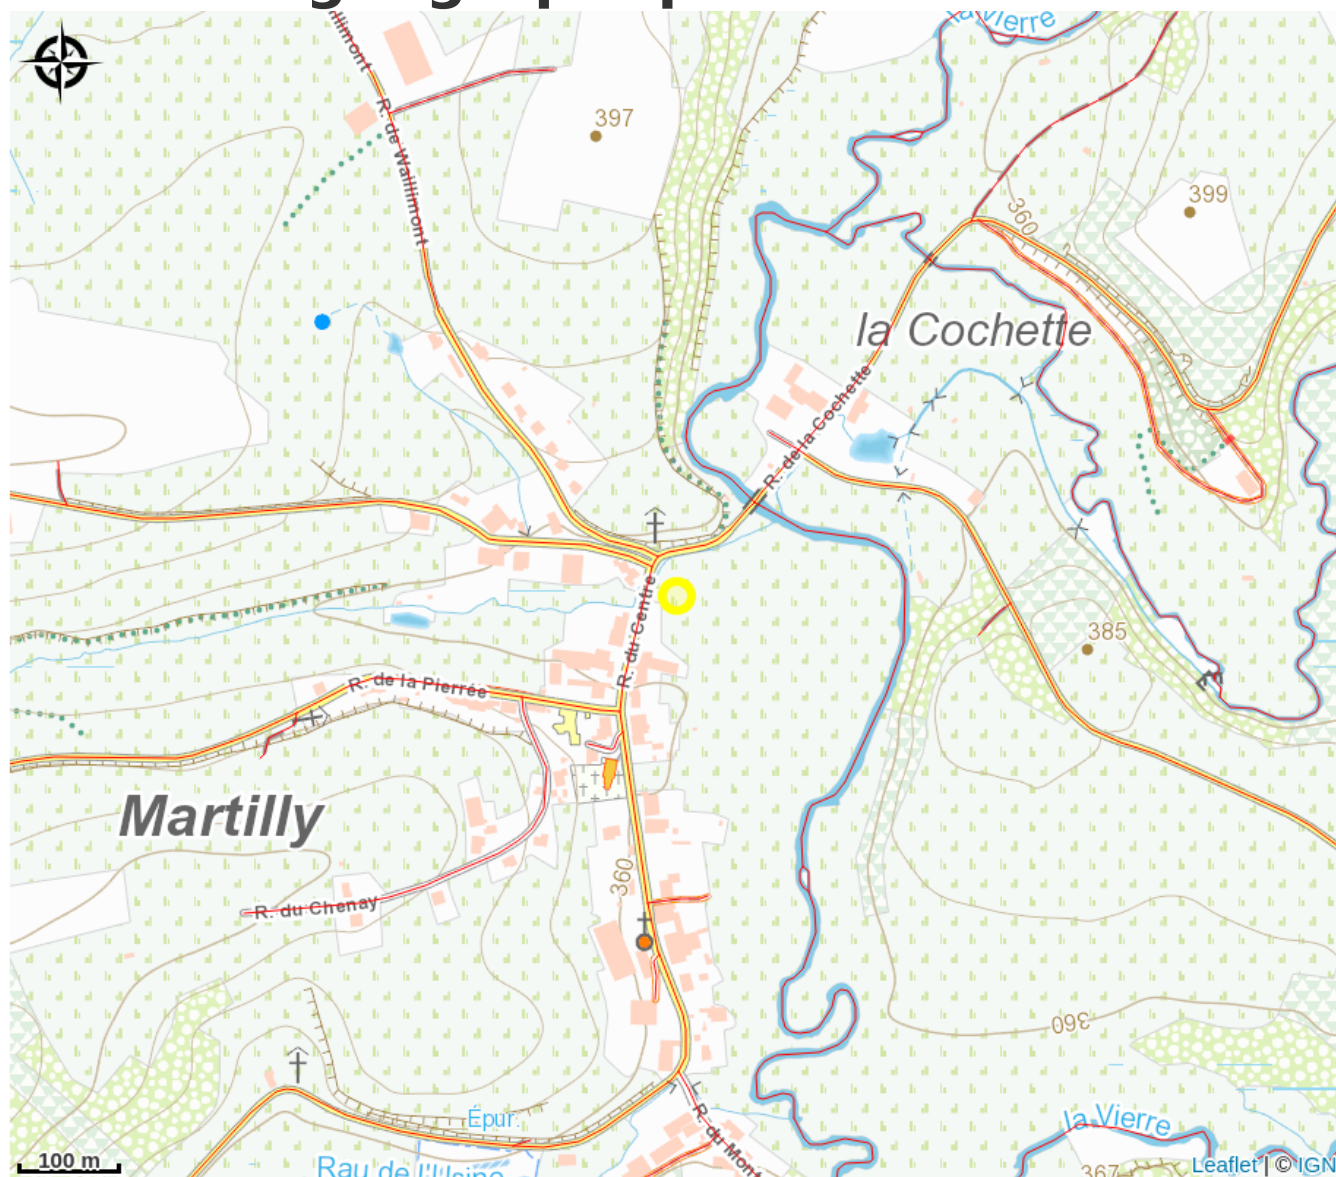 la Vierre
R. de Waillimont
397
399
360
la Cochette
R. de la Cochette
R. du Centre
385
R. de la Pierrée
Martilly
360
R. du Chenay
360
Épur.
la Vierre
R. du Mont
100 m
Rau de l'Usine
367
Leaflet | © IGN